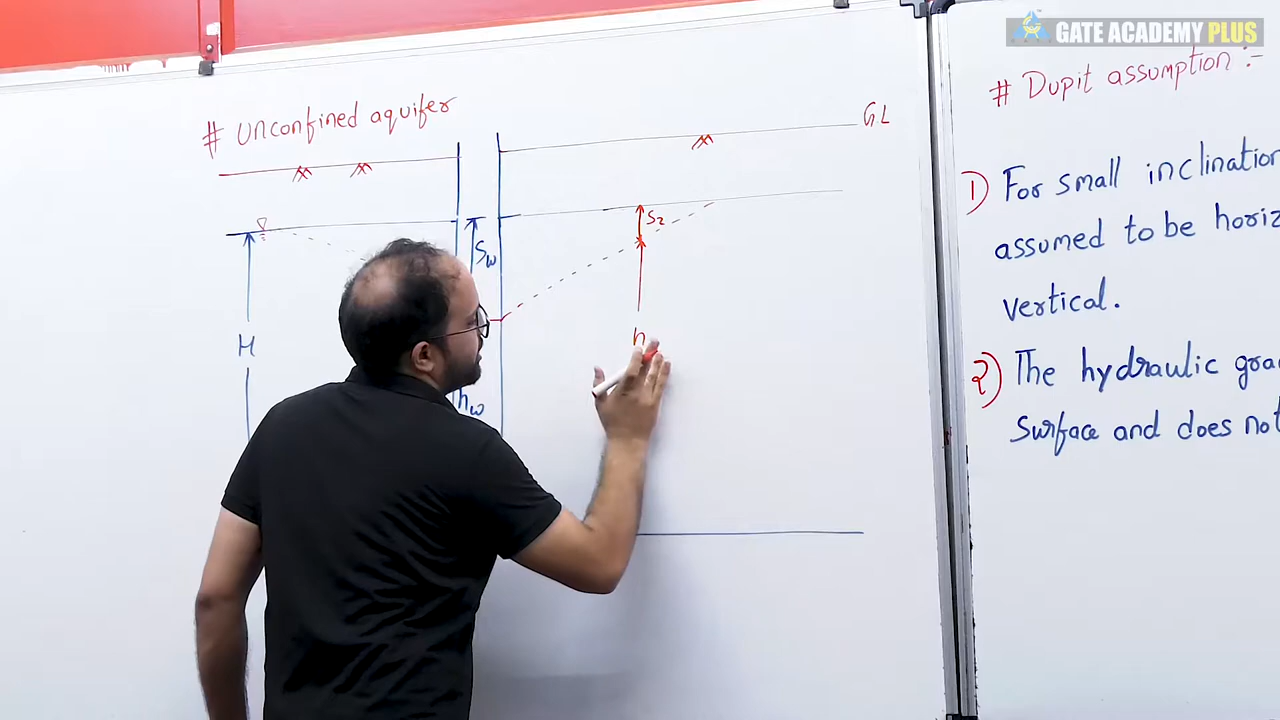 GATE ACADEMY PLUS
# Unconfined aquifer
GL
S2
Sw
H
h
hw
# Dupit assumption :-
1) For small inclination
assumed to be horiz
vertical.
2) The hydraulic grad
Surface and does not